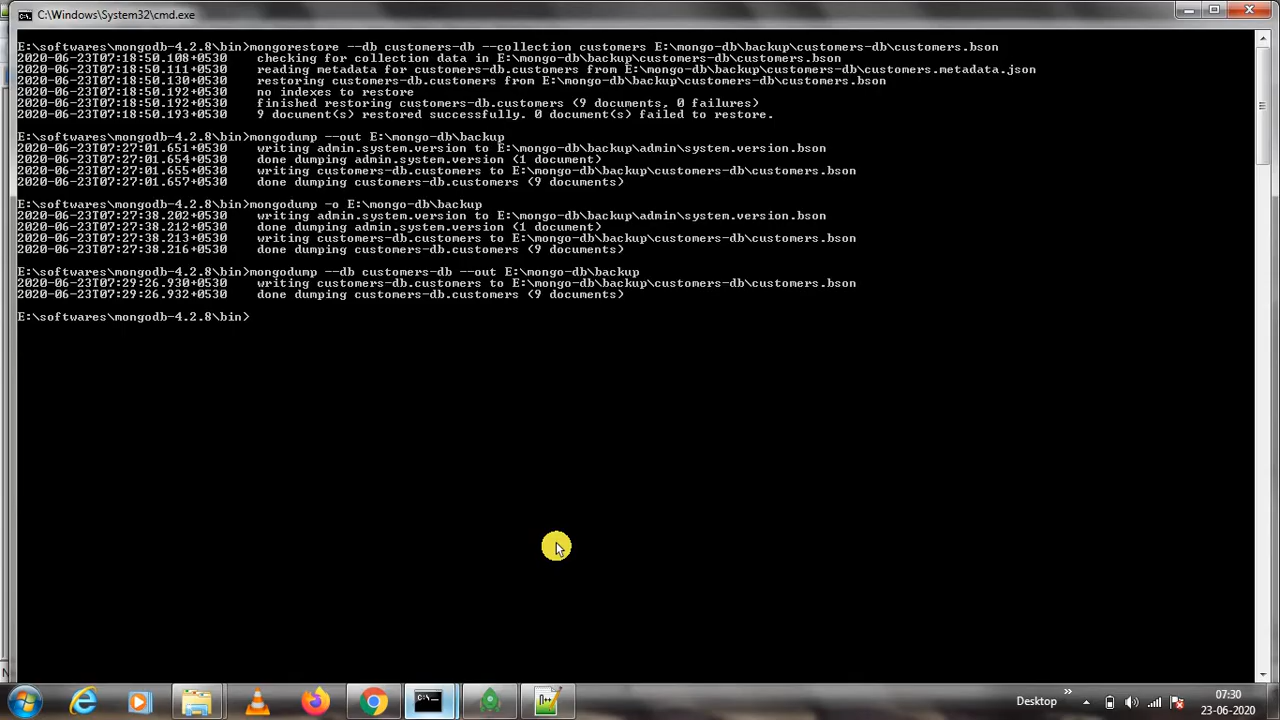 C:\Windows\System32\cmd.exe
E:\softwares\mongodb-4.2.8\bin>mongorestore --db customers-db --collection customers E:\mongo-db\backup\customers-db\customers.bson
2020-06-23T07:18:50.108+0530    checking for collection data in E:\mongo-db\backup\customers-db\customers.bson
2020-06-23T07:18:50.111+0530    reading metadata for customers-db.customers from E:\mongo-db\backup\customers-db\customers.metadata.json
2020-06-23T07:18:50.130+0530    restoring customers-db.customers from E:\mongo-db\backup\customers-db\customers.bson
2020-06-23T07:18:50.192+0530    no indexes to restore
2020-06-23T07:18:50.192+0530    finished restoring customers-db.customers (9 documents, 0 failures)
2020-06-23T07:18:50.193+0530    9 document(s) restored successfully. 0 document(s) failed to restore.
E:\softwares\mongodb-4.2.8\bin>mongodump --out E:\mongo-db\backup
2020-06-23T07:27:01.651+0530    writing admin.system.version to E:\mongo-db\backup\admin\system.version.bson
2020-06-23T07:27:01.654+0530    done dumping admin.system.version (1 document)
2020-06-23T07:27:01.655+0530    writing customers-db.customers to E:\mongo-db\backup\customers-db\customers.bson
2020-06-23T07:27:01.657+0530    done dumping customers-db.customers (9 documents)
E:\softwares\mongodb-4.2.8\bin>mongodump -o E:\mongo-db\backup
2020-06-23T07:27:38.202+0530    writing admin.system.version to E:\mongo-db\backup\admin\system.version.bson
2020-06-23T07:27:38.212+0530    done dumping admin.system.version (1 document)
2020-06-23T07:27:38.213+0530    writing customers-db.customers to E:\mongo-db\backup\customers-db\customers.bson
2020-06-23T07:27:38.216+0530    done dumping customers-db.customers (9 documents)
E:\softwares\mongodb-4.2.8\bin>mongodump --db customers-db --out E:\mongo-db\backup
2020-06-23T07:29:26.930+0530    writing customers-db.customers to E:\mongo-db\backup\customers-db\customers.bson
2020-06-23T07:29:26.932+0530    done dumping customers-db.customers (9 documents)
E:\softwares\mongodb-4.2.8\bin>
Desktop
07:30
23-06-2020